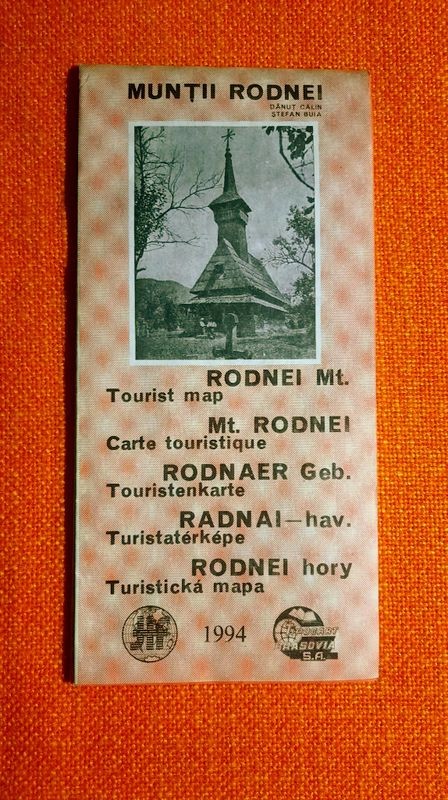 MUNȚII RODNEI
DĂNUȚ CĂLIN
ȘTEFAN BUIA
RODNEI Mt.
Tourist map
Mt. RODNEI
Carte touristique
RODNAER Geb.
Touristenkarte
RADNAI-hav.
Turistatérképe
RODNEI hory
Turistická mapa
1994
S.A.